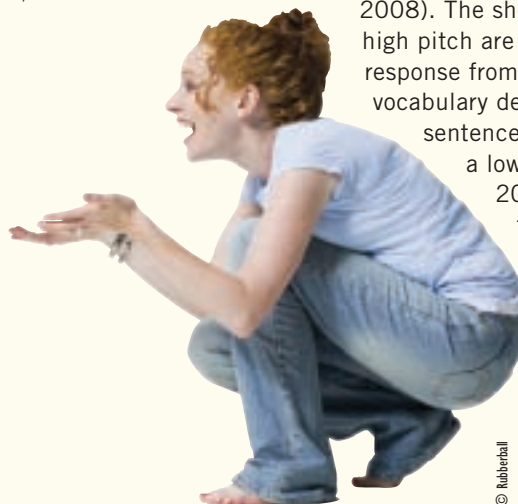 2008). The sh
high pitch are
response from
vocabulary de
sentence
a low
20
© Rubberball